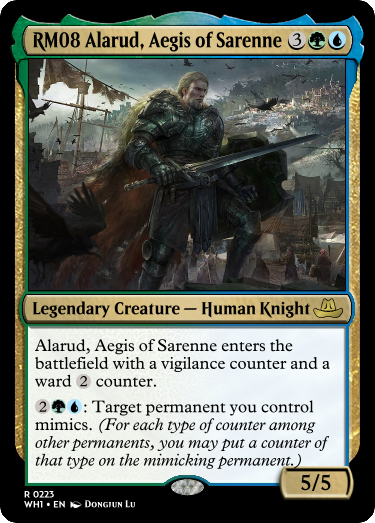 RM08 Alarud, Aegis of Sarenne 3
Legendary Creature — Human Knight
Alarud, Aegis of Sarenne enters the
battlefield with a vigilance counter and a
ward 2 counter.
2: Target permanent you control
mimics. (For each type of counter among
other permanents, you may put a counter of
that type on the mimicking permanent.)
5/5
R 0223
WH1 • EN Dongjun Lu